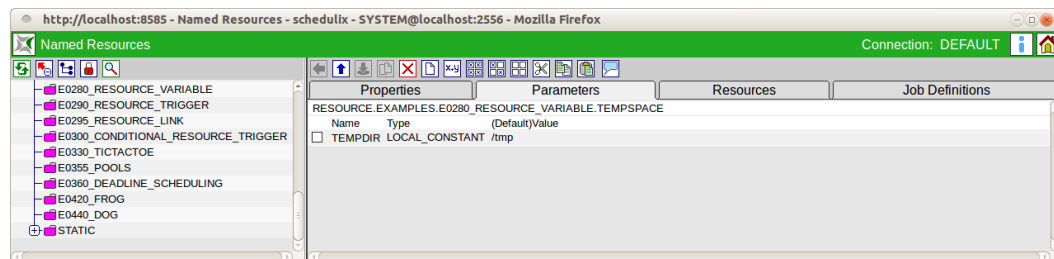 http://localhost:8585 - Named Resources - schedulix - SYSTEM@localhost:2556 - Mozilla Firefox
Named Resources
Connection: DEFAULT
E0280_RESOURCE_VARIABLE
E0290_RESOURCE_TRIGGER
E0295_RESOURCE_LINK
E0300_CONDITIONAL_RESOURCE_TRIGGER
E0330_TICTACTOE
E0355_POOLS
E0360_DEADLINE_SCHEDULING
E0420_FROG
E0440_DOG
STATIC
x,y
Properties Parameters Resources Job Definitions
RESOURCE.EXAMPLES.E0280_RESOURCE_VARIABLE.TEMPSPACE
Name Type (Default)Value
TEMPDIR LOCAL_CONSTANT /tmp